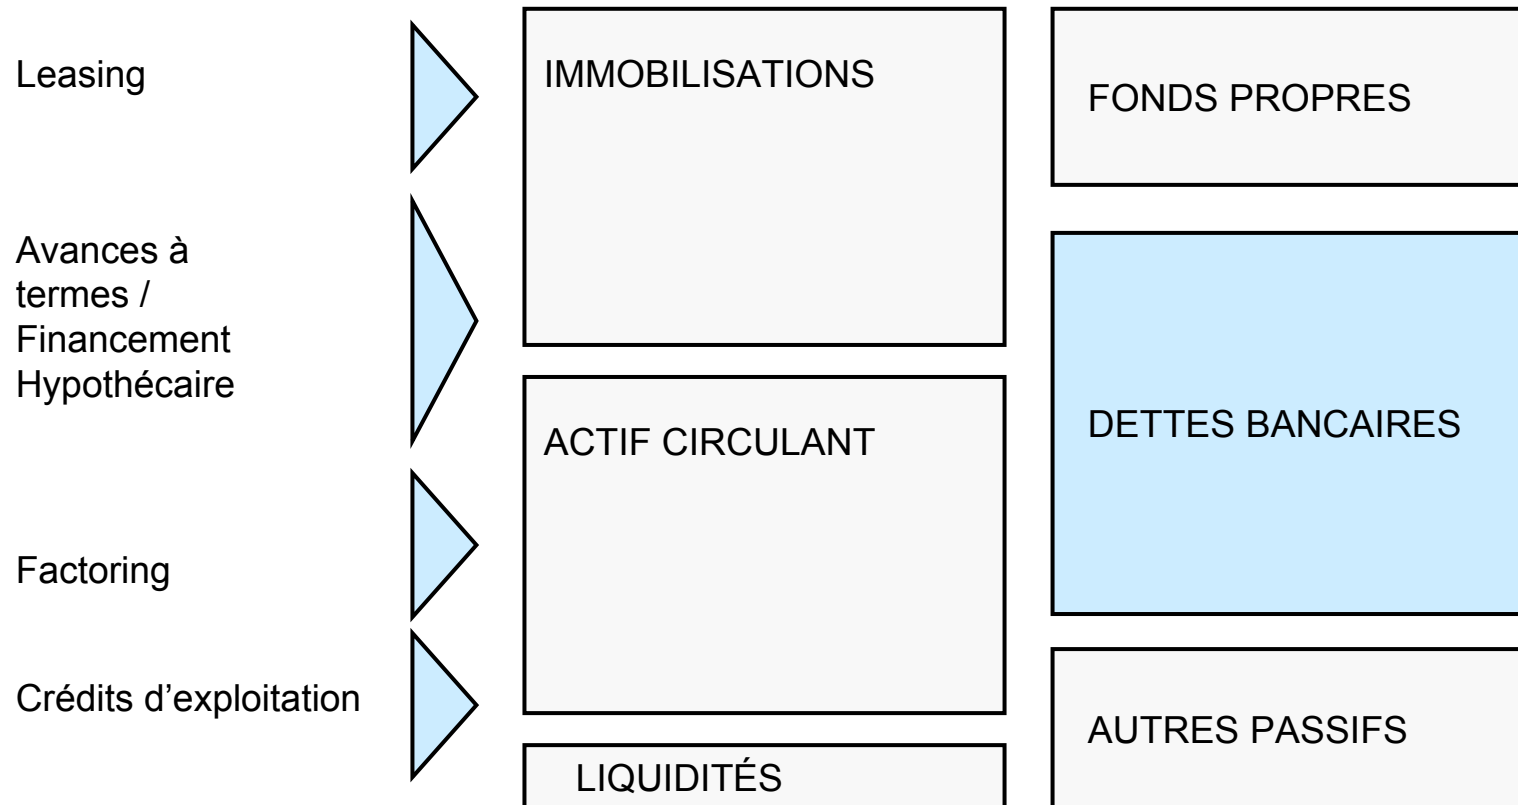 Leasing
Avances à
termes /
Financement
Hypothécaire
Factoring
Crédits d’exploitation
IMMOBILISATIONS
ACTIF CIRCULANT
LIQUIDITÉS
FONDS PROPRES
DETTES BANCAIRES
AUTRES PASSIFS